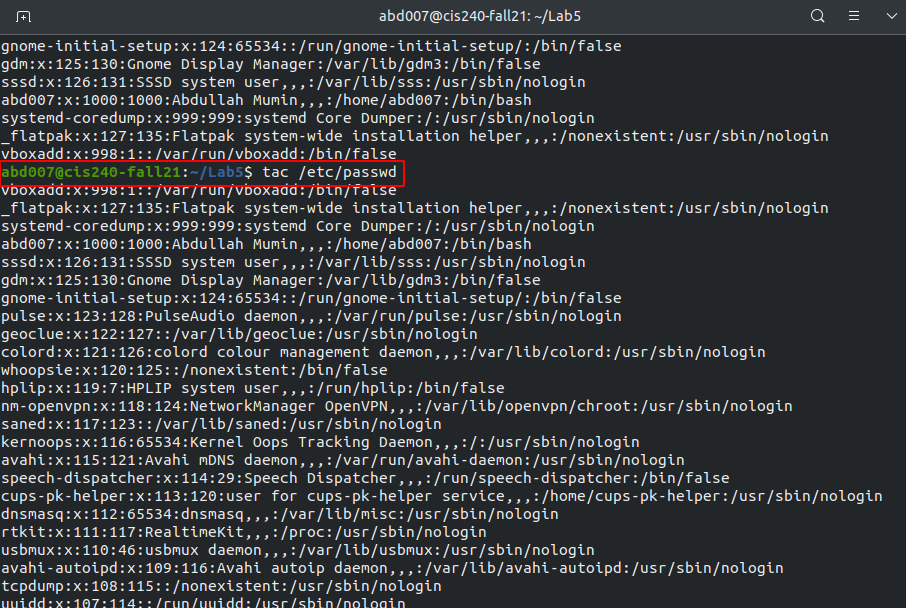 abd007@cis240-fall21: ~/Lab5
gnome-initial-setup:x:124:65534::/run/gnome-initial-setup/:/bin/false
gdm:x:125:130:Gnome Display Manager:/var/lib/gdm3:/bin/false
sssd:x:126:131:SSSD system user,,,:/var/lib/sss:/usr/sbin/nologin
abd007:x:1000:1000:Abdullah Mumin,,,:/home/abd007:/bin/bash
systemd-coredump:x:999:999:systemd Core Dumper:/:/usr/sbin/nologin
_flatpak:x:127:135:Flatpak system-wide installation helper,,,:/nonexistent:/usr/sbin/nologin
vboxadd:x:998:1::/var/run/vboxadd:/bin/false
abd007@cis240-fall21:~/Lab5$ tac /etc/passwd
vboxadd:x:998:1::/var/run/vboxadd:/bin/false
_flatpak:x:127:135:Flatpak system-wide installation helper,,,:/nonexistent:/usr/sbin/nologin
systemd-coredump:x:999:999:systemd Core Dumper:/:/usr/sbin/nologin
abd007:x:1000:1000:Abdullah Mumin,,,:/home/abd007:/bin/bash
sssd:x:126:131:SSSD system user,,,:/var/lib/sss:/usr/sbin/nologin
gdm:x:125:130:Gnome Display Manager:/var/lib/gdm3:/bin/false
gnome-initial-setup:x:124:65534::/run/gnome-initial-setup/:/bin/false
pulse:x:123:128:PulseAudio daemon,,,:/var/run/pulse:/usr/sbin/nologin
geoclue:x:122:127::/var/lib/geoclue:/usr/sbin/nologin
colord:x:121:126:colord colour management daemon,,,:/var/lib/colord:/usr/sbin/nologin
whoopsie:x:120:125::/nonexistent:/bin/false
hplip:x:119:7:HPLIP system user,,,:/run/hplip:/bin/false
nm-openvpn:x:118:124:NetworkManager OpenVPN,,,:/var/lib/openvpn/chroot:/usr/sbin/nologin
saned:x:117:123::/var/lib/saned:/usr/sbin/nologin
kernoops:x:116:65534:Kernel Oops Tracking Daemon,,,:/:/usr/sbin/nologin
avahi:x:115:121:Avahi mDNS daemon,,,:/var/run/avahi-daemon:/usr/sbin/nologin
speech-dispatcher:x:114:29:Speech Dispatcher,,,:/run/speech-dispatcher:/bin/false
cups-pk-helper:x:113:120:user for cups-pk-helper service,,,:/home/cups-pk-helper:/usr/sbin/nologin
dnsmasq:x:112:65534:dnsmasq,,,:/var/lib/misc:/usr/sbin/nologin
rtkit:x:111:117:RealtimeKit,,,:/proc:/usr/sbin/nologin
usbmux:x:110:46:usbmux daemon,,,:/var/lib/usbmux:/usr/sbin/nologin
avahi-autoipd:x:109:116:Avahi autoip daemon,,,:/var/lib/avahi-autoipd:/usr/sbin/nologin
tcpdump:x:108:115::/nonexistent:/usr/sbin/nologin
uuidd:x:107:114::/run/uuidd:/usr/sbin/nologin